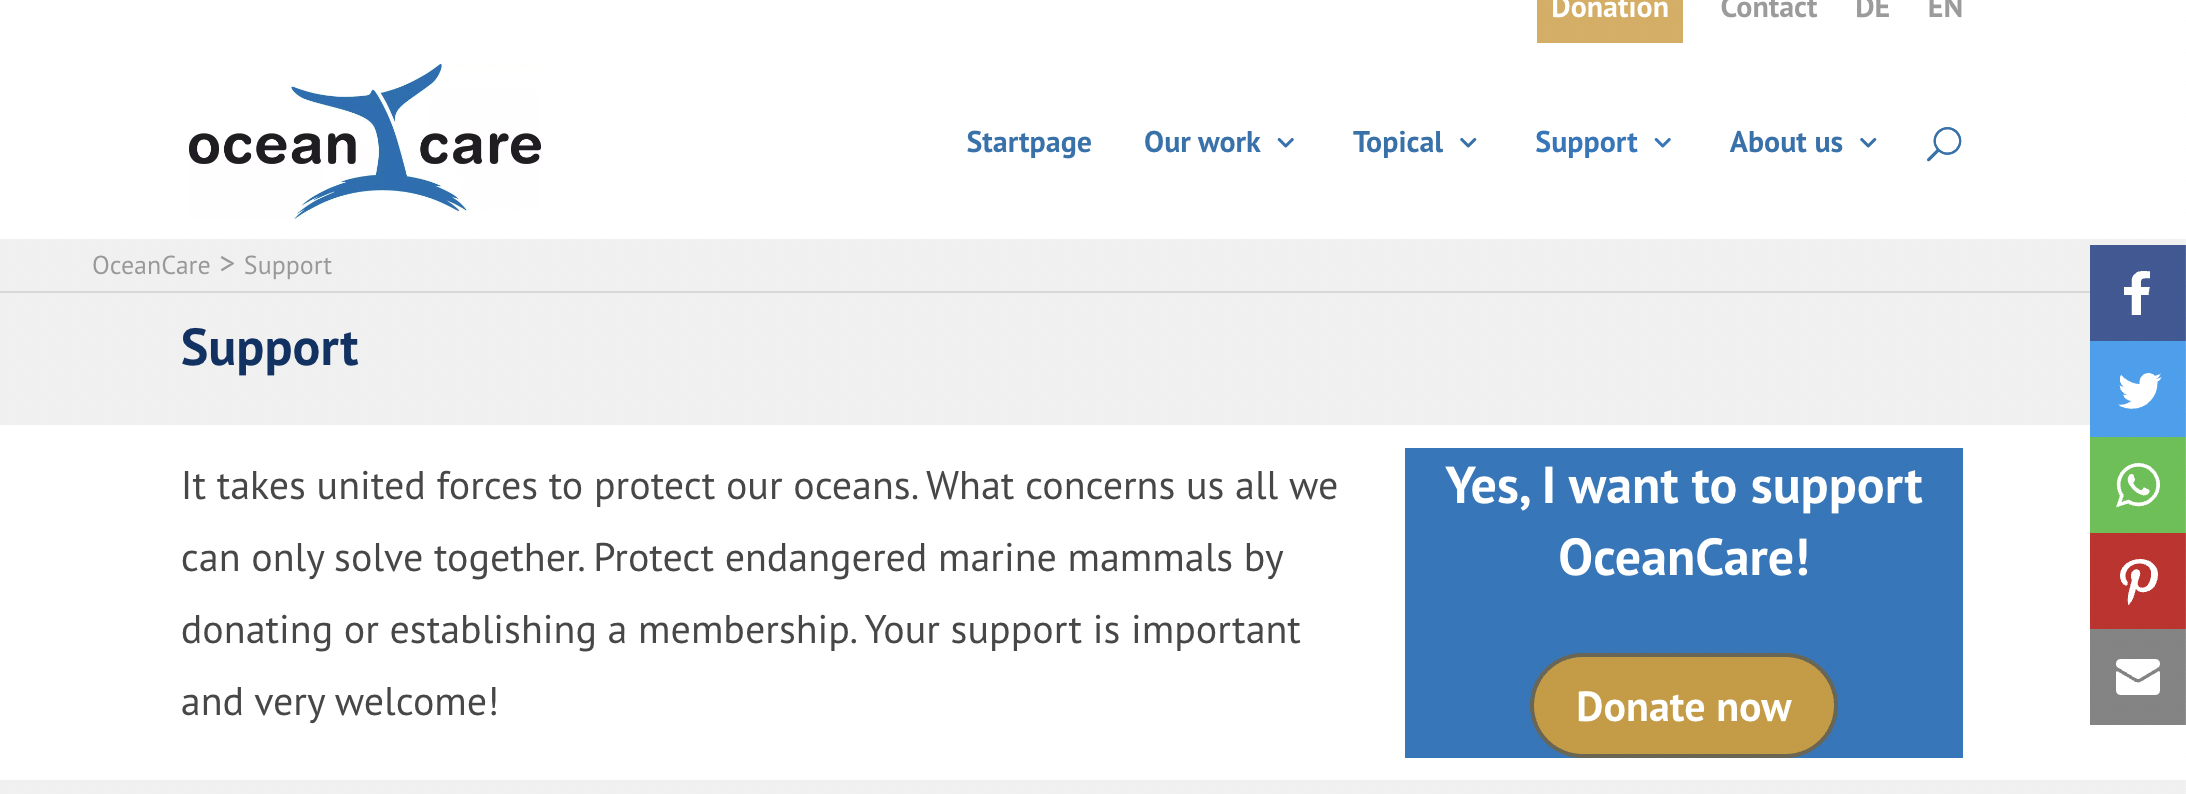 Donation Contact DE EN
ocean care
Startpage Our work Topical Support About us
OceanCare > Support
Support
It takes united forces to protect our oceans. What concerns us all we
can only solve together. Protect endangered marine mammals by
donating or establishing a membership. Your support is important
and very welcome!
Yes, I want to support
OceanCare!
Donate now